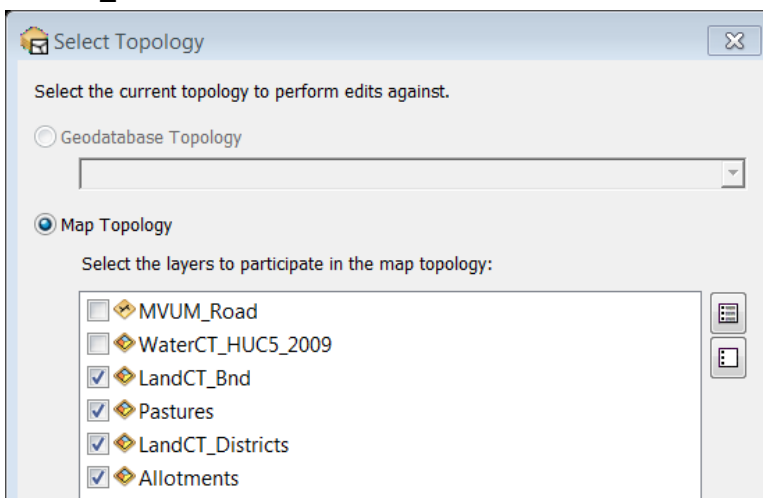 Select Topology
Select the current topology to perform edits against.
Geodatabase Topology
Map Topology
Select the layers to participate in the map topology:
MVUM_Road
WaterCT_HUC5_2009
LandCT_Bnd
Pastures
LandCT_Districts
Allotments